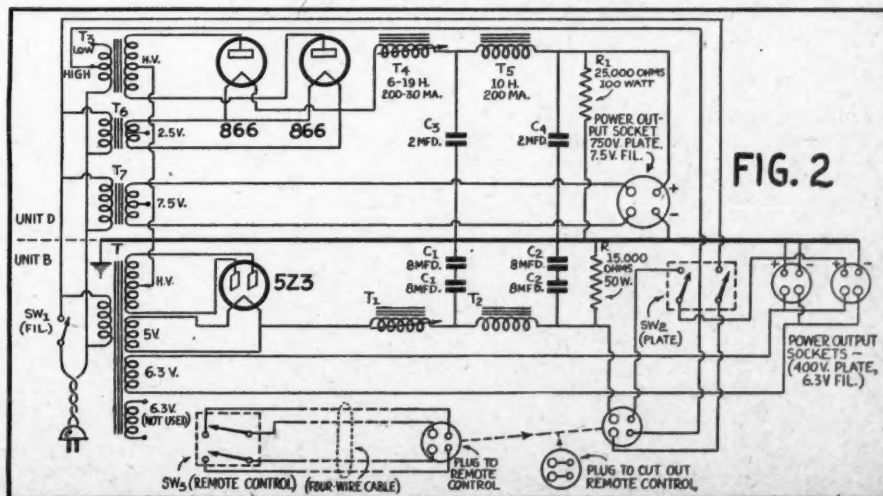 T3
LOW
HIGH
H.V.
866
866
T4
6-19 H.
200-30 MA.
T5
10 H.
200 MA.
R1
25,000 OHMS
100 WATT
T6
2.5V.
C3
2 MFD.
C4
2 MFD.
POWER OUT-
PUT SOCKET
750V. PLATE,
7.5V. FIL.
+
-
FIG. 2
T7
7.5V.
UNIT D
UNIT B
T
H.V.
5Z3
C1
8MFD.
C1
8MFD.
C2
8MFD.
C2
8MFD.
R
15,000
OHMS
50W.
+
-
+
-
SW1
(FIL.)
T1
T2
SW2
(PLATE)
POWER OUTPUT
SOCKETS ~
(400V. PLATE,
6.3V FIL.)
5V.
6.3 V.
6.3V.
(NOT USED)
SW3 (REMOTE CONTROL)
(FOUR-WIRE CABLE)
PLUG TO
REMOTE
CONTROL
PLUG TO CUT OUT
REMOTE CONTROL